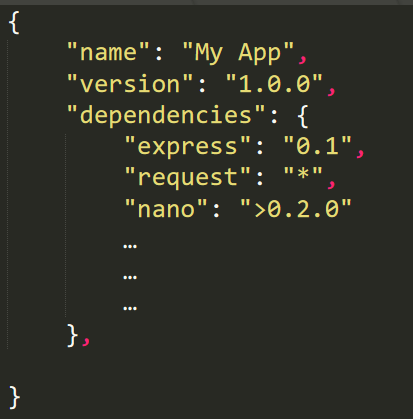 {
"name": "My App",
"version": "1.0.0",
"dependencies": {
"express": "0.1",
"request": "*",
"nano": ">0.2.0"
…
…
…
},
}